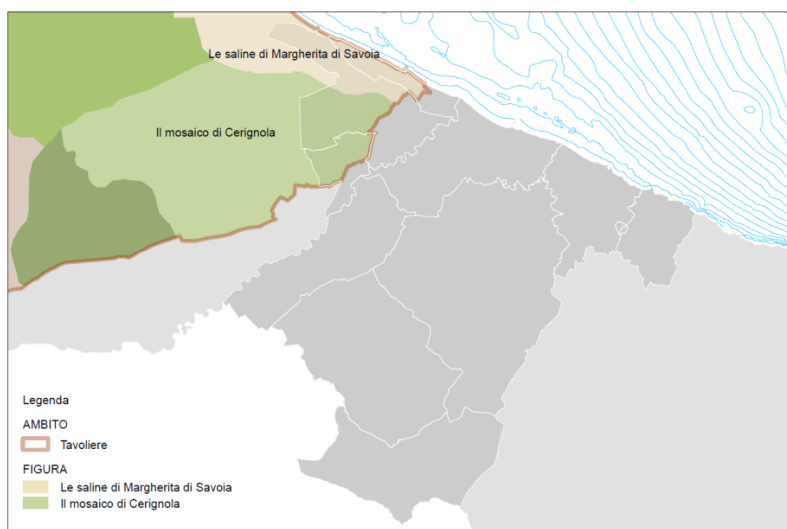 Le saline di Margherita di Savoia
Il mosaico di Cerignola
Legenda
AMBITO
Tavoliere
FIGURA
Le saline di Margherita di Savoia
Il mosaico di Cerignola